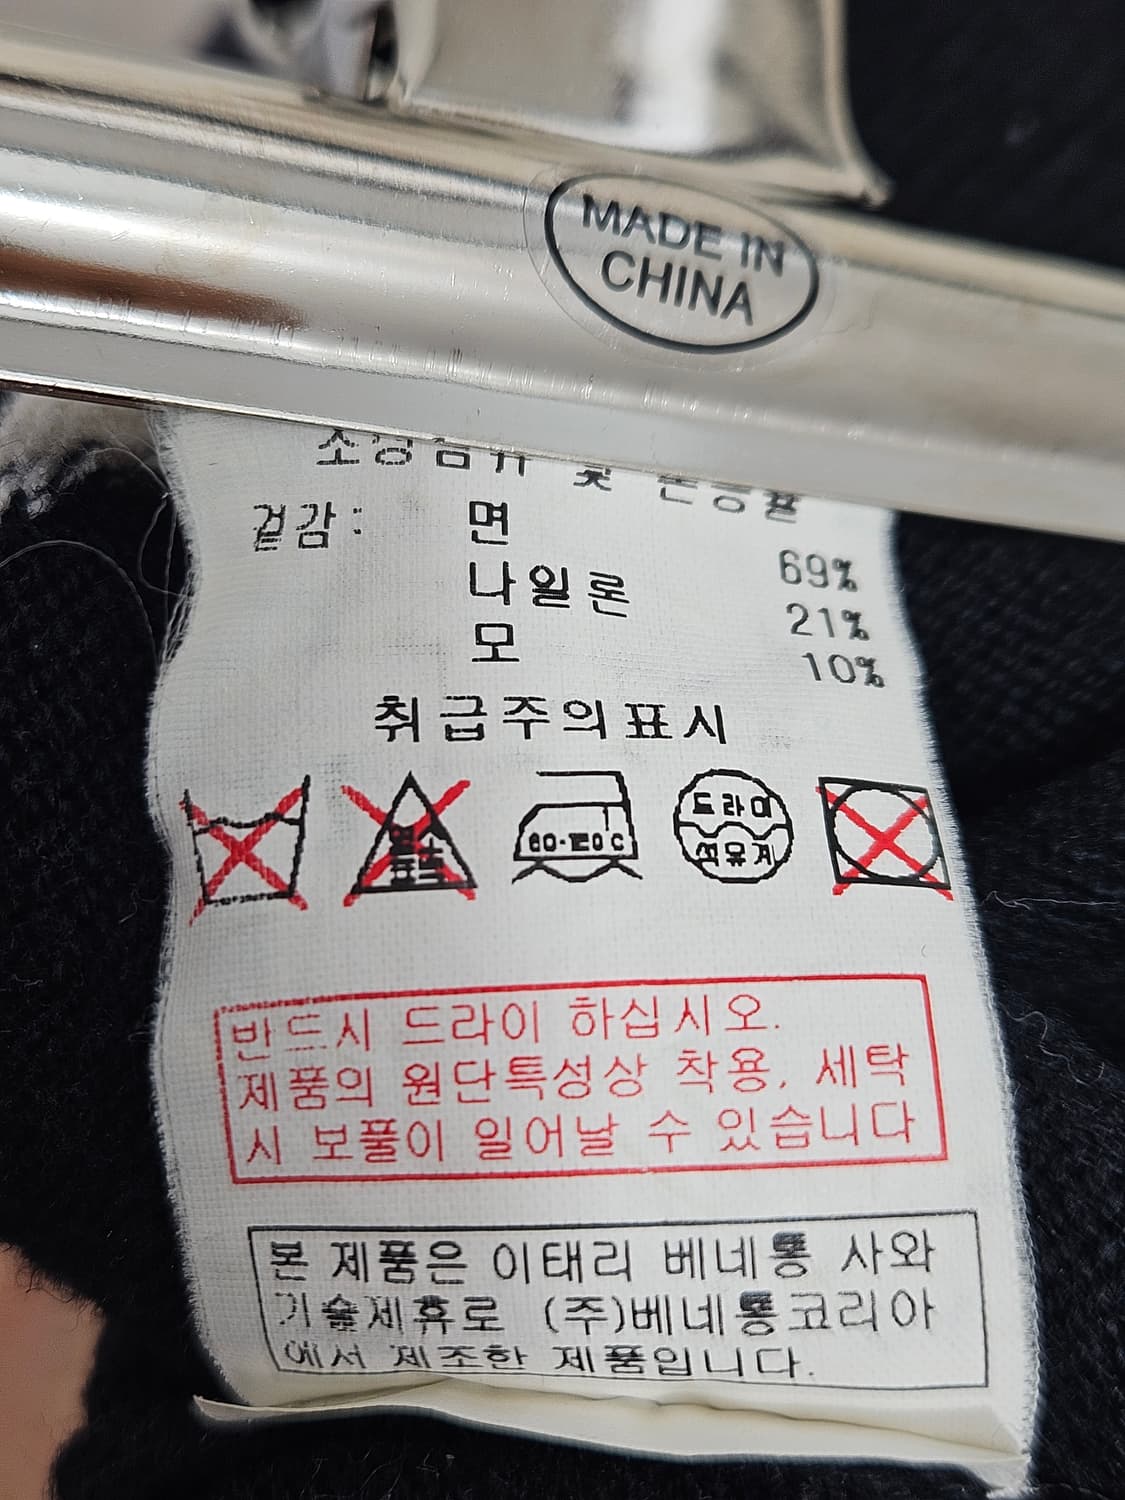 MADE IN
CHINA
및
겉감: 면 69%
나일론 21%
모 10%
취급주의표시
드라이
석유계
반드시 드라이 하십시오.
제품의 원단특성상 착용, 세탁
시 보풀이 일어날 수 있습니다
본 제품은 이태리 베네통 사와
기술제휴로 (주)베네통코리아
에서 제조한 제품입니다.